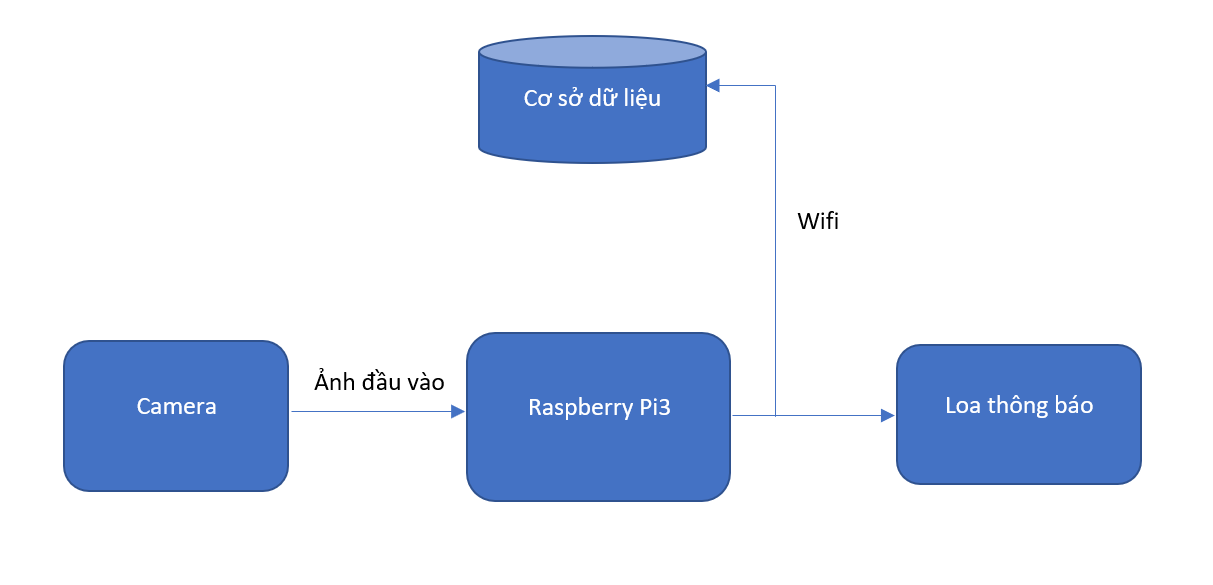 Cơ sở dữ liệu
Wifi
Ảnh đầu vào
Camera
Raspberry Pi3
Loa thông báo